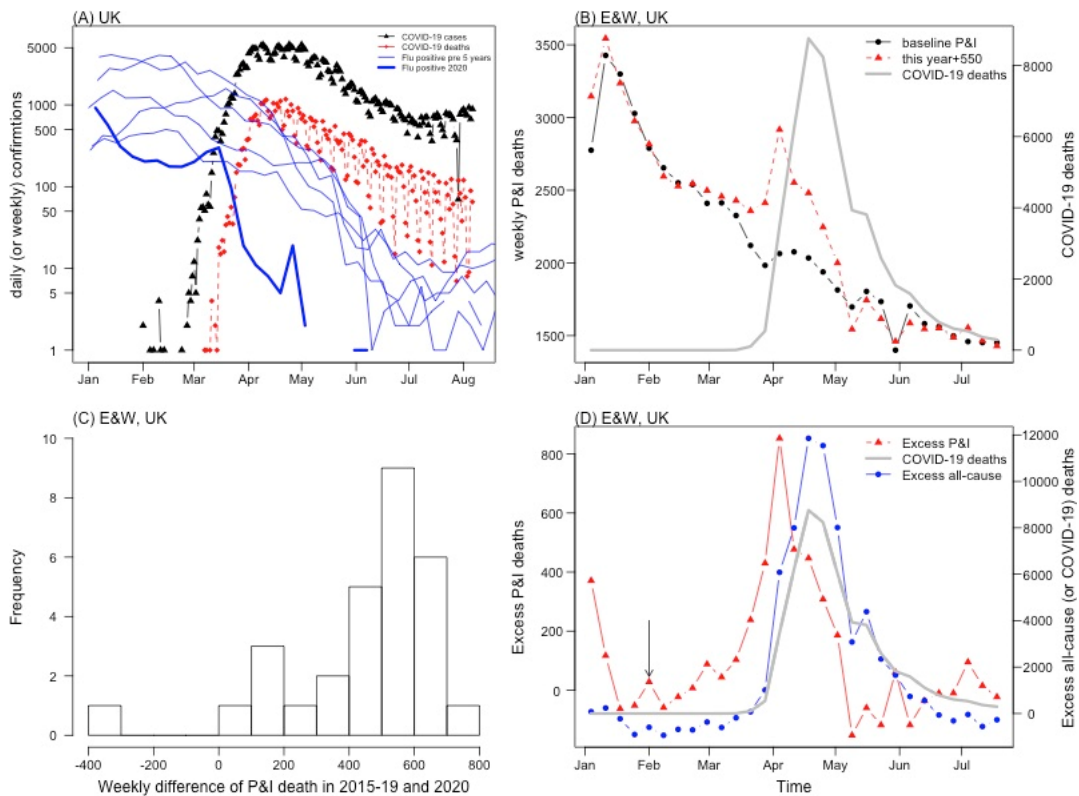 (A) UK
COVID-19 cases
COVID-19 deaths
Flu positive pre 5 years
Flu positive 2020
daily (or weekly) confirmtions
5000
1000
500
100
50
10
5
1
Jan Feb Mar Apr May Jun Jul Aug
(B) E&W, UK
baseline P&I
this year+550
COVID-19 deaths
weekly P&I deaths
3500
3000
2500
2000
1500
COVID-19 deaths
8000
6000
4000
2000
0
Jan Feb Mar Apr May Jun Jul
(C) E&W, UK
Frequency
10
8
6
4
2
0
-400 -200 0 200 400 600 800
Weekly difference of P&I death in 2015-19 and 2020
(D) E&W, UK
Excess P&I
COVID-19 deaths
Excess all-cause
Excess P&I deaths
800
600
400
200
0
Excess all-cause (or COVID-19) deaths
12000
10000
8000
6000
4000
2000
0
Jan Feb Mar Apr May Jun Jul
Time